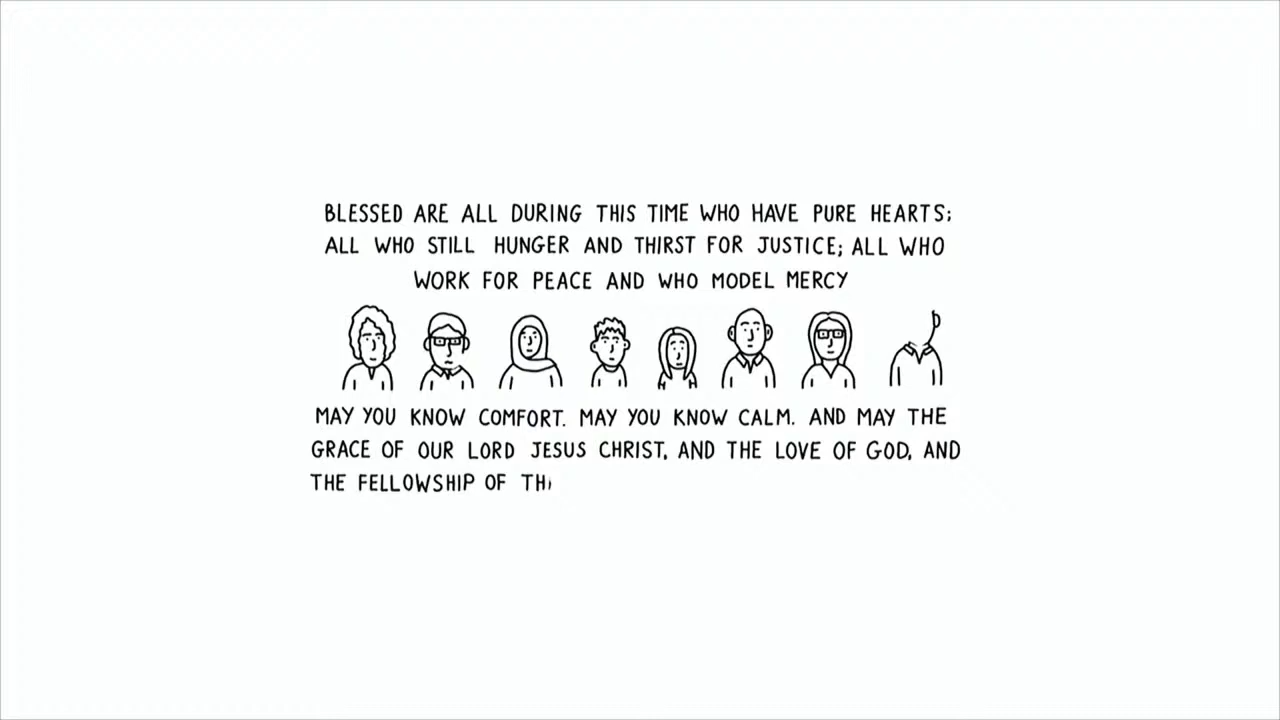 BLESSED ARE ALL DURING THIS TIME WHO HAVE PURE HEARTS;
ALL WHO STILL HUNGER AND THIRST FOR JUSTICE; ALL WHO
WORK FOR PEACE AND WHO MODEL MERCY
MAY YOU KNOW COMFORT. MAY YOU KNOW CALM. AND MAY THE
GRACE OF OUR LORD JESUS CHRIST, AND THE LOVE OF GOD, AND
THE FELLOWSHIP OF